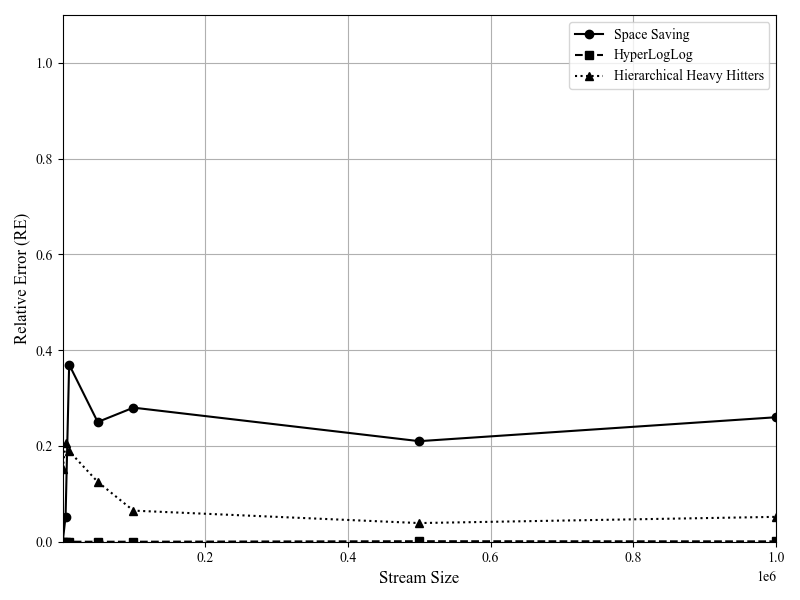 Space Saving
HyperLogLog
Hierarchical Heavy Hitters
Relative Error (RE)
1.0
0.8
0.6
0.4
0.2
0.0
0.2 0.4 0.6 0.8 1.0
1e6
Stream Size